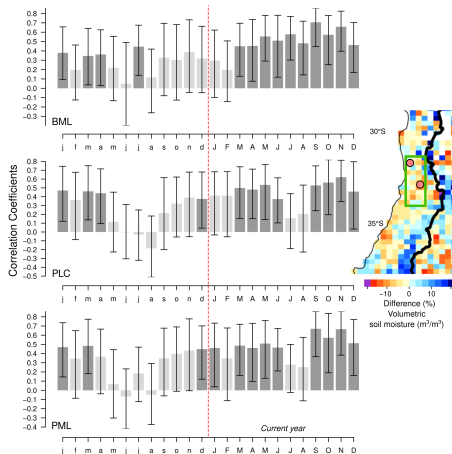 Correlation Coefficients
0.8
0.7
0.6
0.5
0.4
0.3
0.2
0.1
0.0
−0.1
−0.2
−0.3
BML
j f m a m j j a s o n d J F M A M J J A S O N D
0.8
0.7
0.6
0.5
0.4
0.3
0.2
0.1
0.0
−0.1
−0.2
−0.3
−0.4
−0.5
PLC
j f m a m j j a s o n d J F M A M J J A S O N D
0.8
0.7
0.6
0.5
0.4
0.3
0.2
0.1
0.0
−0.1
−0.2
−0.3
−0.4
PML
Current year
j f m a m j j a s o n d J F M A M J J A S O N D
30°S
35°S
−10 0 10
Difference (%)
Volumetric
soil moisture (m³/m³)